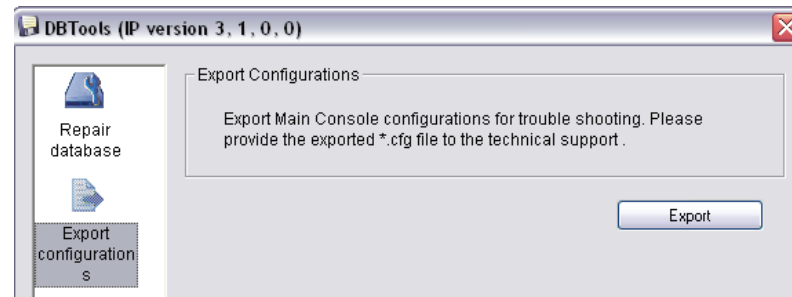 DBTools (IP version 3, 1, 0, 0)
Repair
database
Export
configuration
s
Export Configurations
Export Main Console configurations for trouble shooting. Please
provide the exported *.cfg file to the technical support .
Export